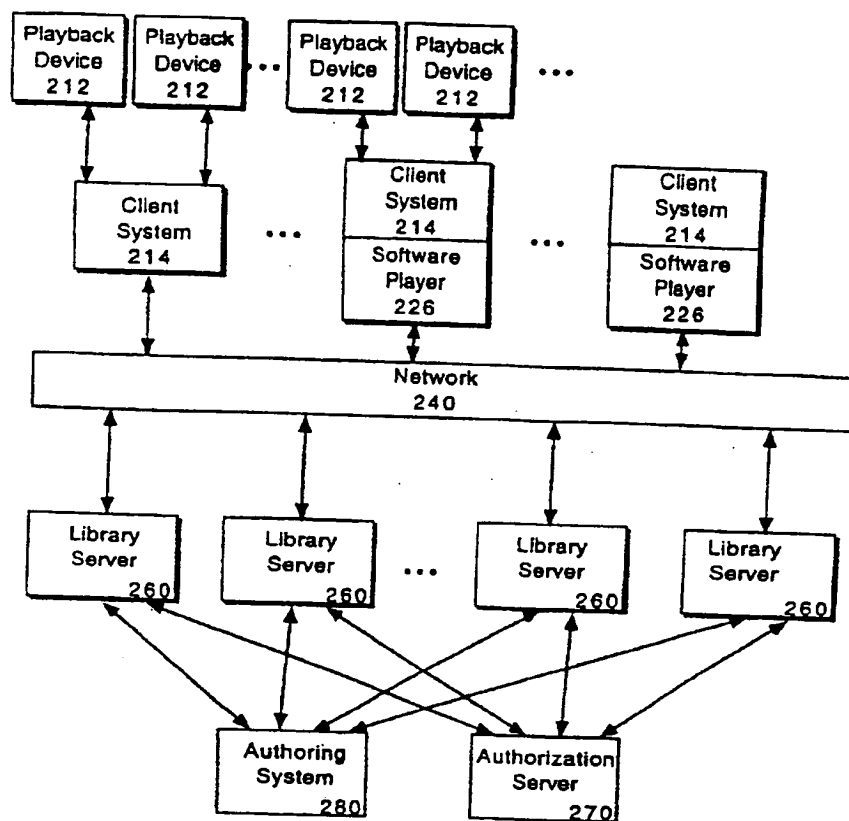 Playback
Device
212
Playback
Device
212
...
Playback
Device
212
Playback
Device
212
...
Client
System
214
...
Client
System
214
Software
Player
226
...
Client
System
214
Software
Player
226
Network
240
Library
Server
260
Library
Server
260
...
Library
Server
260
Library
Server
260
Authoring
System
280
Authorization
Server
270